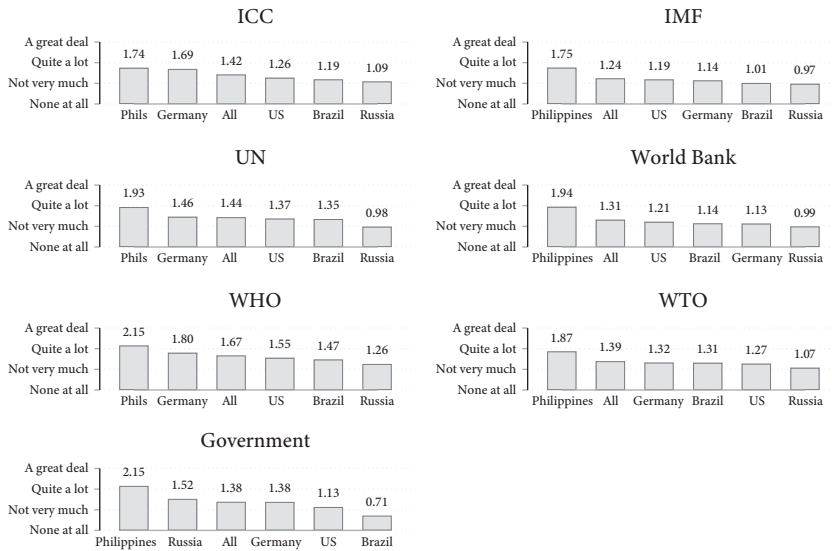 ICC
A great deal
Quite a lot
Not very much
None at all
1.74 1.69 1.42 1.26 1.19 1.09
Phils Germany All US Brazil Russia
IMF
A great deal
Quite a lot
Not very much
None at all
1.75 1.24 1.19 1.14 1.01 0.97
Philippines All US Germany Brazil Russia
UN
A great deal
Quite a lot
Not very much
None at all
1.93 1.46 1.44 1.37 1.35 0.98
Phils Germany All US Brazil Russia
World Bank
A great deal
Quite a lot
Not very much
None at all
1.94 1.31 1.21 1.14 1.13 0.99
Philippines All US Brazil Germany Russia
WHO
A great deal
Quite a lot
Not very much
None at all
2.15 1.80 1.67 1.55 1.47 1.26
Phils Germany All US Brazil Russia
WTO
A great deal
Quite a lot
Not very much
None at all
1.87 1.39 1.32 1.31 1.27 1.07
Philippines All Germany Brazil US Russia
Government
A great deal
Quite a lot
Not very much
None at all
2.15 1.52 1.38 1.38 1.13 0.71
Philippines Russia All Germany US Brazil